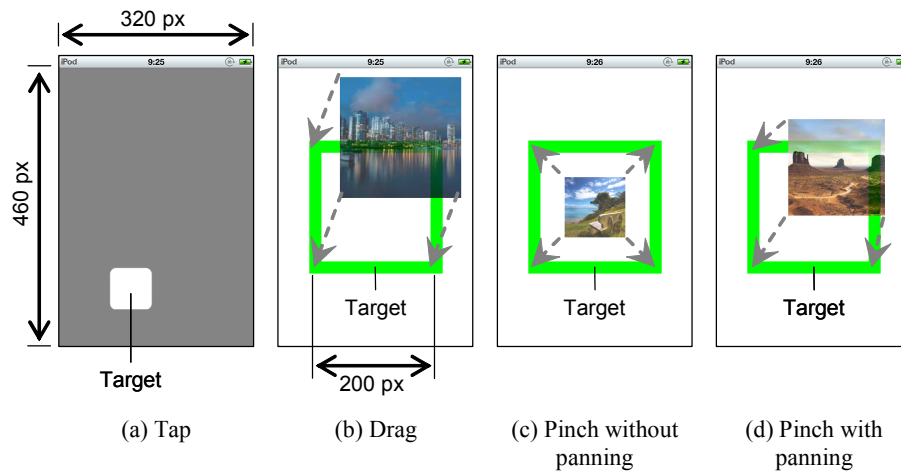 320 px
460 px
iPod 9:25
Target
(a) Tap
iPod 9:25
Target
200 px
(b) Drag
iPod 9:26
Target
(c) Pinch without
panning
iPod 9:26
Target
(d) Pinch with
panning